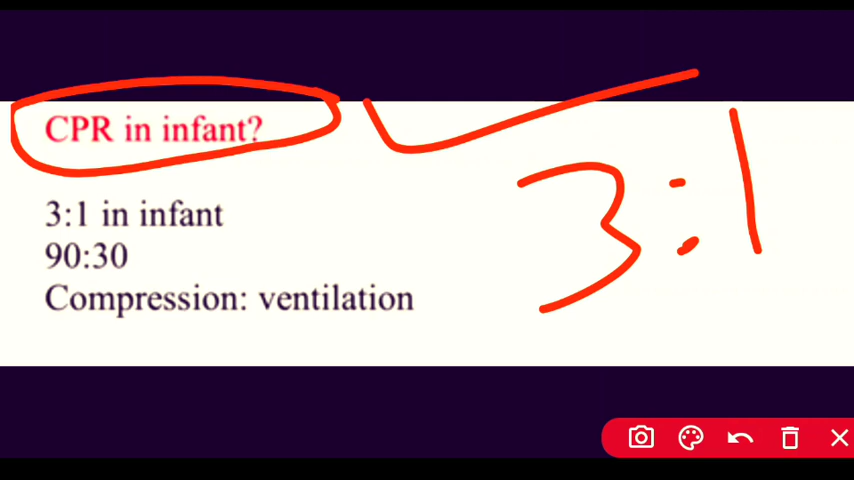 CPR in infant?
3:1
3:1 in infant
90:30
Compression: ventilation